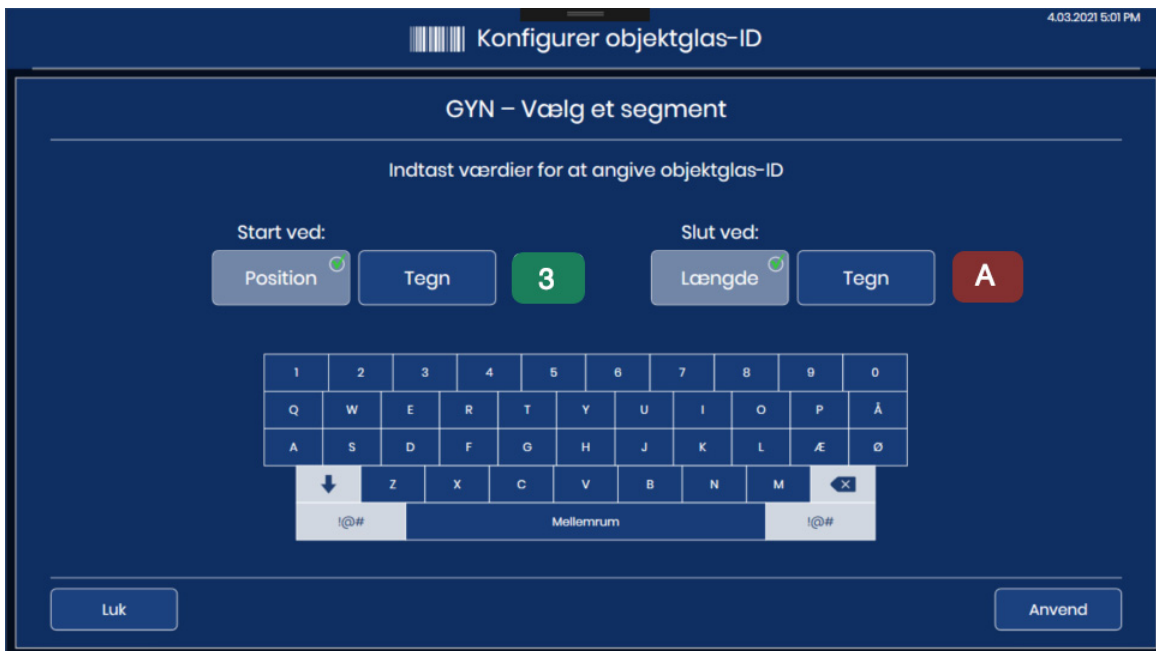 4.03.2021 5:01 PM
Konfigurer objektglas-ID
GYN – Vælg et segment
Indtast værdier for at angive objektglas-ID
Start ved: Slut ved:
Position Tegn 3 Længde Tegn A
1 2 3 4 5 6 7 8 9 0
Q W E R T Y U I O P Å
A S D F G H J K L Æ Ø
Z X C V B N M
!@# Mellemrum !@#
Luk Anvend